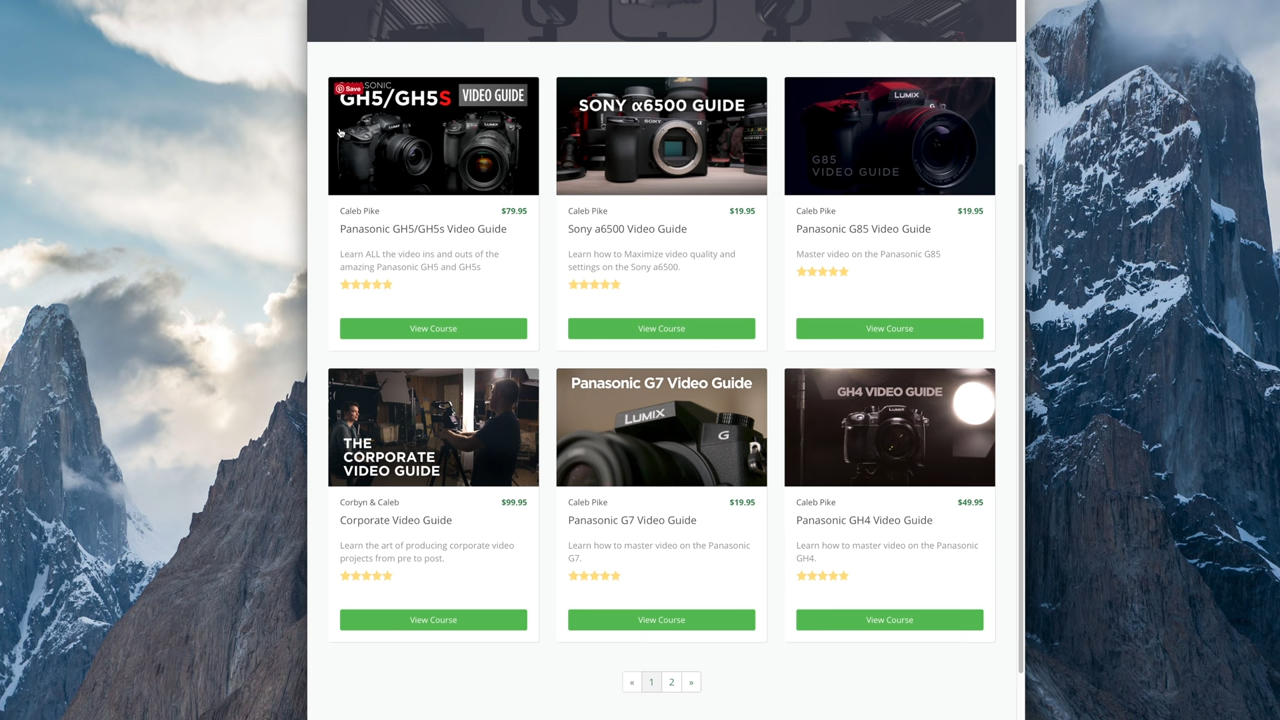 PANASONIC
Save
GH5/GH5S
VIDEO GUIDE
LUMIX
LUMIX
Caleb Pike $79.95
Panasonic GH5/GH5s Video Guide
Learn ALL the video ins and outs of the
amazing Panasonic GH5 and GH5s
View Course
SONY α6500 GUIDE
SONY α
Caleb Pike $19.95
Sony a6500 Video Guide
Learn how to Maximize video quality and
settings on the Sony a6500.
View Course
LUMIX
G
G85
VIDEO GUIDE
Caleb Pike $19.95
Panasonic G85 Video Guide
Master video on the Panasonic G85
View Course
THE
CORPORATE
VIDEO GUIDE
Corbyn & Caleb $99.95
Corporate Video Guide
Learn the art of producing corporate video
projects from pre to post.
View Course
Panasonic G7 Video Guide
LUMIX
G
Caleb Pike $19.95
Panasonic G7 Video Guide
Learn how to master video on the Panasonic
G7.
View Course
GH4 VIDEO GUIDE
LUMIX
Caleb Pike $49.95
Panasonic GH4 Video Guide
Learn how to master video on the Panasonic
GH4.
View Course
« 1 2 »